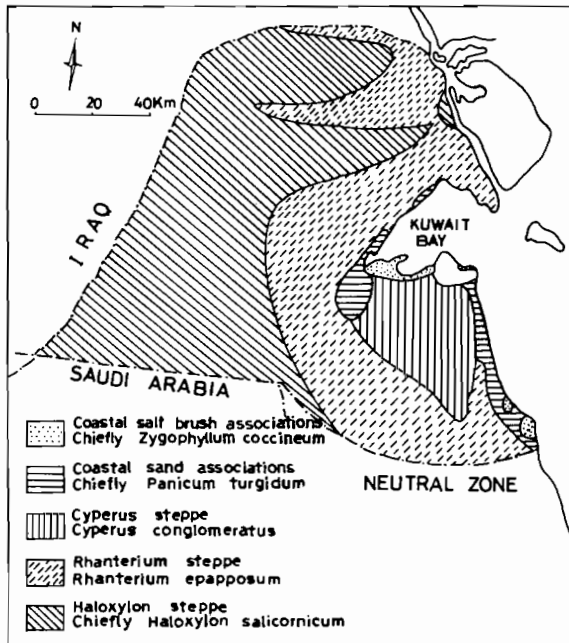 N
0 20 40Km
IRAQ
KUWAIT
BAY
SAUDI ARABIA
NEUTRAL ZONE
Coastal salt brush associations
Chiefly Zygophyllum coccineum
Coastal sand associations
Chiefly Panicum turgidum
Cyperus steppe
Cyperus conglomeratus
Rhanterium steppe
Rhanterium epapposum
Haloxylon steppe
Chiefly Haloxylon salicornicum